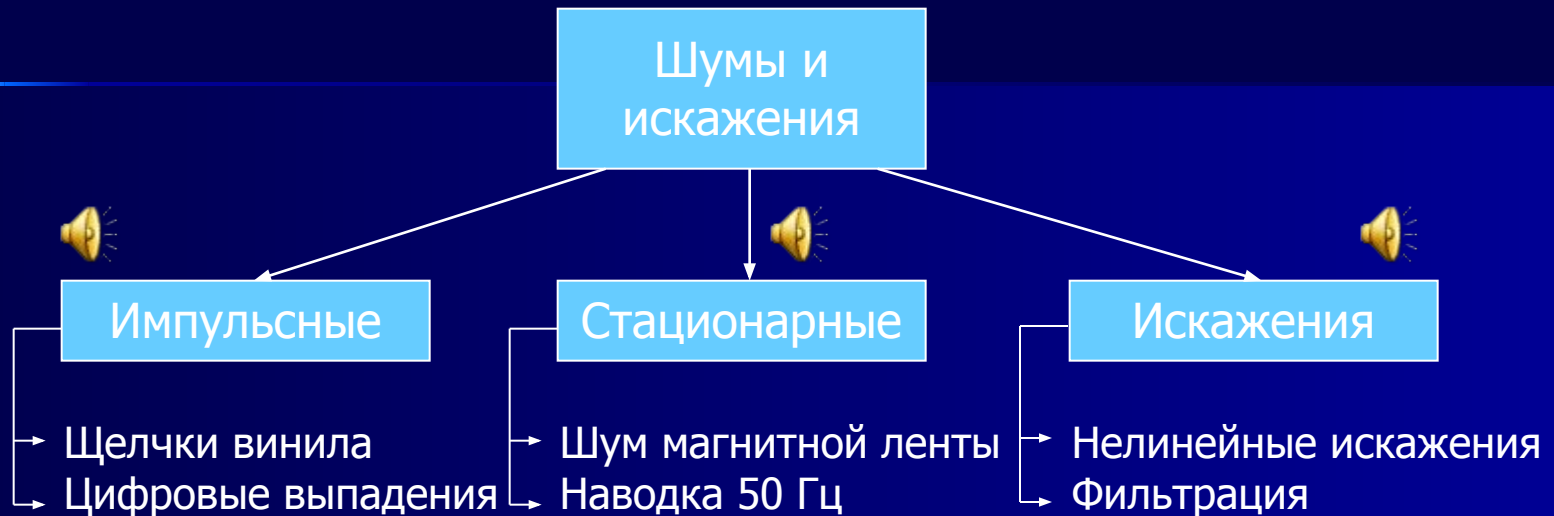 Шумы и
искажения
Импульсные
Стационарные
Искажения
Щелчки винила
Цифровые выпадения
Шум магнитной ленты
Наводка 50 Гц
Нелинейные искажения
Фильтрация